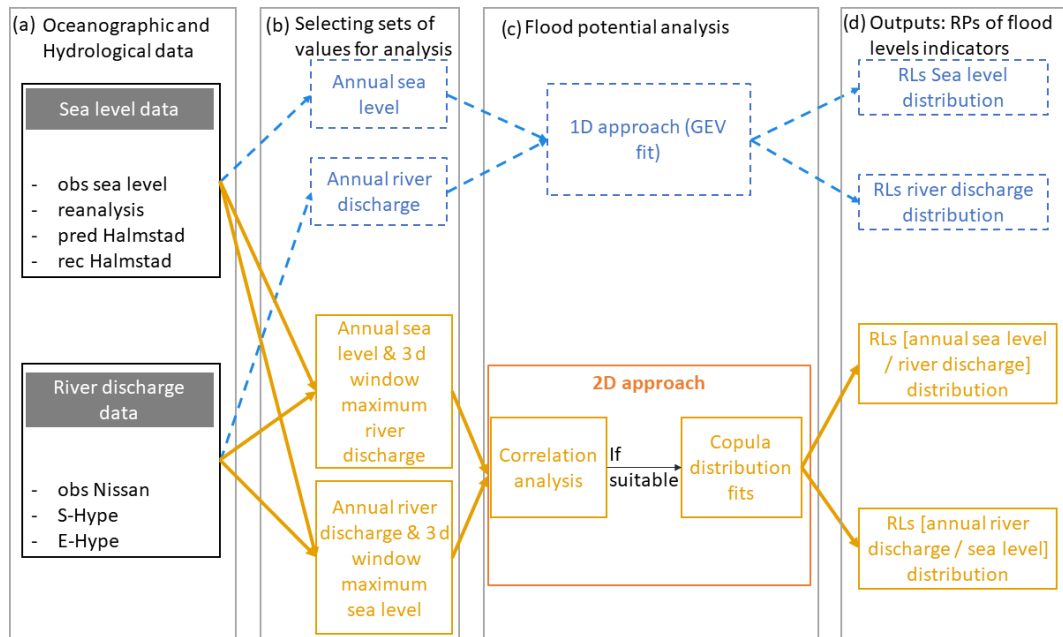 (a) Oceanographic and
Hydrological data
Sea level data
- obs sea level
- reanalysis
- pred Halmstad
- rec Halmstad
River discharge
data
- obs Nissan
- S-Hype
- E-Hype
(b) Selecting sets of
values for analysis
Annual sea
level
Annual river
discharge
Annual sea
level & 3 d
window
maximum
river
discharge
Annual river
discharge & 3 d
window
maximum
sea level
(c) Flood potential analysis
1D approach (GEV
fit)
2D approach
Correlation
analysis
If
suitable
Copula
distribution
fits
(d) Outputs: RPs of flood
levels indicators
RLs Sea level
distribution
RLs river discharge
distribution
RLs [annual sea level
/ river discharge]
distribution
RLs [annual river
discharge / sea level]
distribution